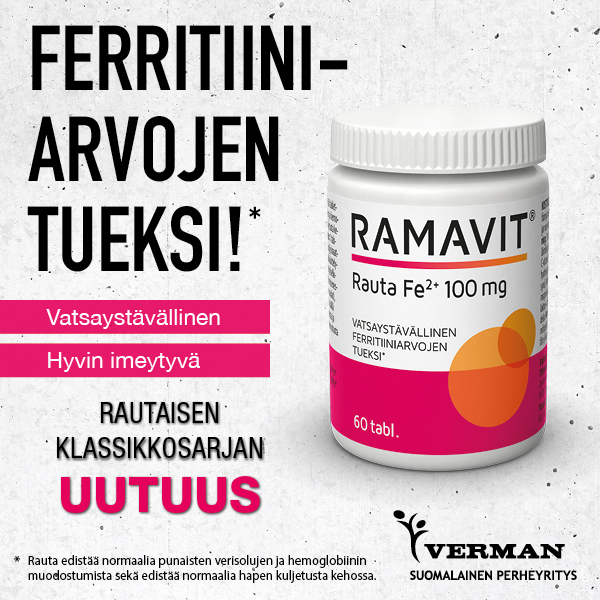 FERRITIINI-
ARVOJEN
TUEKSI!*
Vatsaystävällinen
Hyvin imeytyvä
RAUTAISEN
KLASSIKKOSARJAN
UUTUUS
RAMAVIT®
Rauta Fe²⁺ 100 mg
VATSAYSTÄVÄLLINEN
FERRITIINIARVOJEN
TUEKSI*
60 tabl.
* Rauta edistää normaalia punaisten verisolujen ja hemoglobiinin
muodostumista sekä edistää normaalia hapen kuljetusta kehossa.
VERMAN
SUOMALAINEN PERHEYRITYS